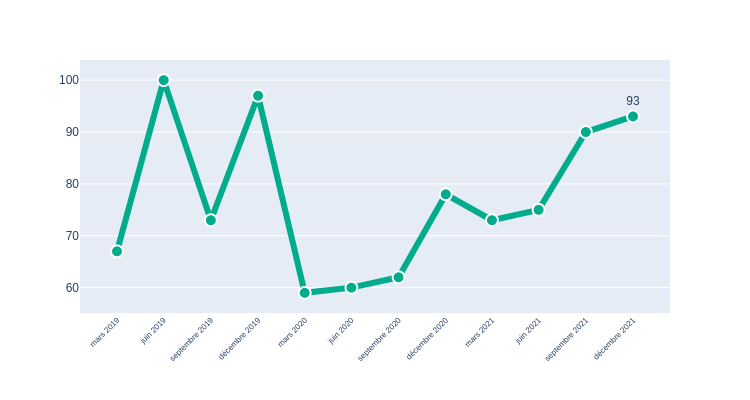 100
90
80
70
60
93
mars 2019
juin 2019
septembre 2019
décembre 2019
mars 2020
juin 2020
septembre 2020
décembre 2020
mars 2021
juin 2021
septembre 2021
décembre 2021